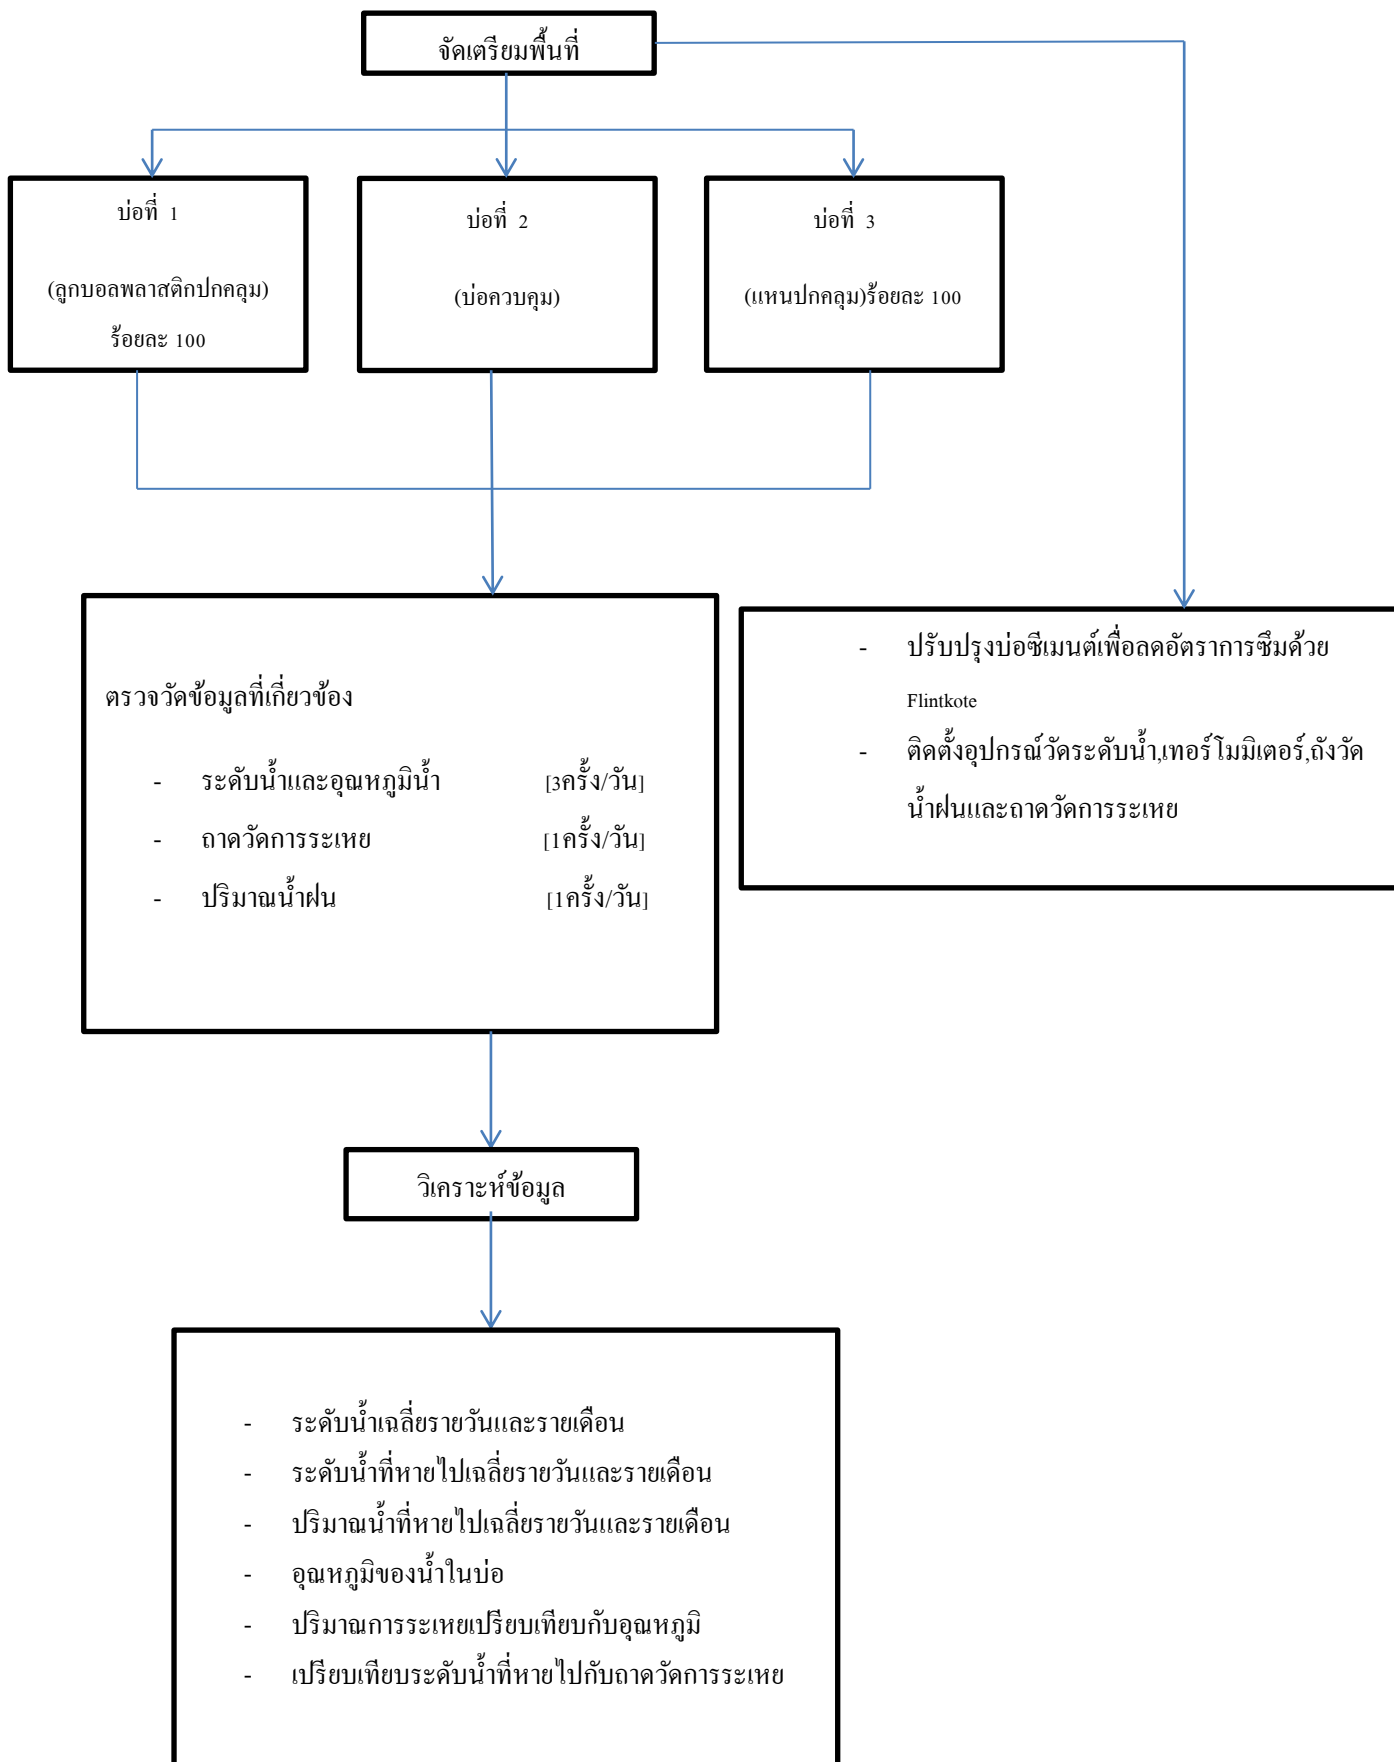 จัดเตรียมพื้นที่
บ่อที่ 1
(ลูกบอลพลาสติกปกคลุม)
ร้อยละ 100
บ่อที่ 2
(บ่อควบคุม)
บ่อที่ 3
(แหนปกคลุม)ร้อยละ 100
ตรวจวัดข้อมูลที่เกี่ยวข้อง
- ระดับน้ำและอุณหภูมิน้ำ [3ครั้ง/วัน]
- ถาดวัดการระเหย [1ครั้ง/วัน]
- ปริมาณน้ำฝน [1ครั้ง/วัน]
- ปรับปรุงบ่อซีเมนต์เพื่อลดอัตราการซึมด้วย
Flintkote
- ติดตั้งอุปกรณ์วัดระดับน้ำ,เทอร์โมมิเตอร์,ถังวัด
น้ำฝนและถาดวัดการระเหย
วิเคราะห์ข้อมูล
- ระดับน้ำเฉลี่ยรายวันและรายเดือน
- ระดับน้ำที่หายไปเฉลี่ยรายวันและรายเดือน
- ปริมาณน้ำที่หายไปเฉลี่ยรายวันและรายเดือน
- อุณหภูมิของน้ำในบ่อ
- ปริมาณการระเหยเปรียบเทียบกับอุณหภูมิ
- เปรียบเทียบระดับน้ำที่หายไปกับถาดวัดการระเหย